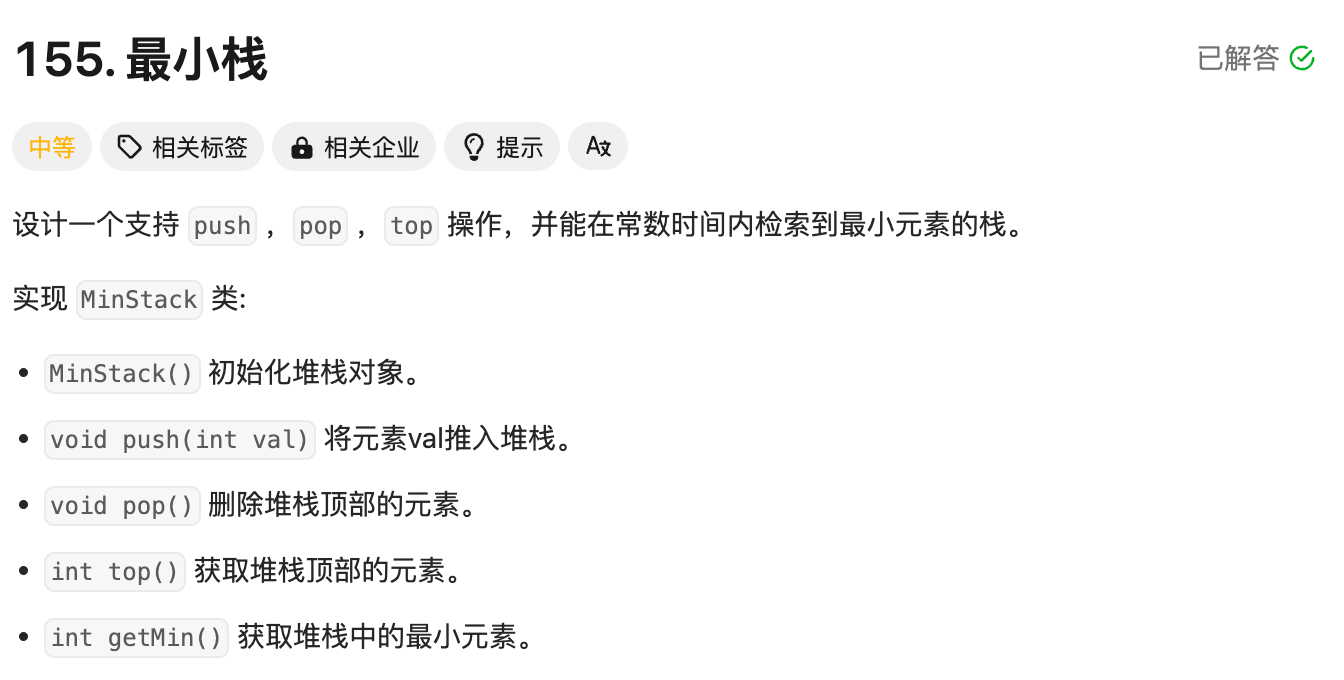 155. 最小栈
已解答
中等 相关标签 相关企业 提示
设计一个支持 push ，pop ，top 操作，并能在常数时间内检索到最小元素的栈。
实现 MinStack 类:
• MinStack() 初始化堆栈对象。
• void push(int val) 将元素val推入堆栈。
• void pop() 删除堆栈顶部的元素。
• int top() 获取堆栈顶部的元素。
• int getMin() 获取堆栈中的最小元素。